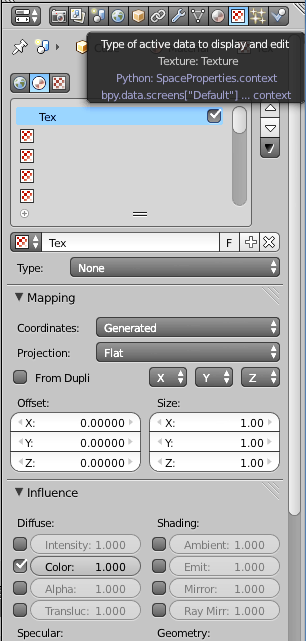 Type of active data to display and edit
Texture: Texture
Python: SpaceProperties.context
bpy.data.screens["Default"] ... context
Tex
Tex F
Type: None
Mapping
Coordinates: Generated
Projection: Flat
From Dupli X Y Z
Offset: Size:
X: 0.00000 X: 1.00
Y: 0.00000 Y: 1.00
Z: 0.00000 Z: 1.00
Influence
Diffuse: Shading:
Intensity: 1.000 Ambient: 1.000
Color: 1.000 Emit: 1.000
Alpha: 1.000 Mirror: 1.000
Transluc: 1.000 Ray Mirr: 1.000
Specular: Geometry: